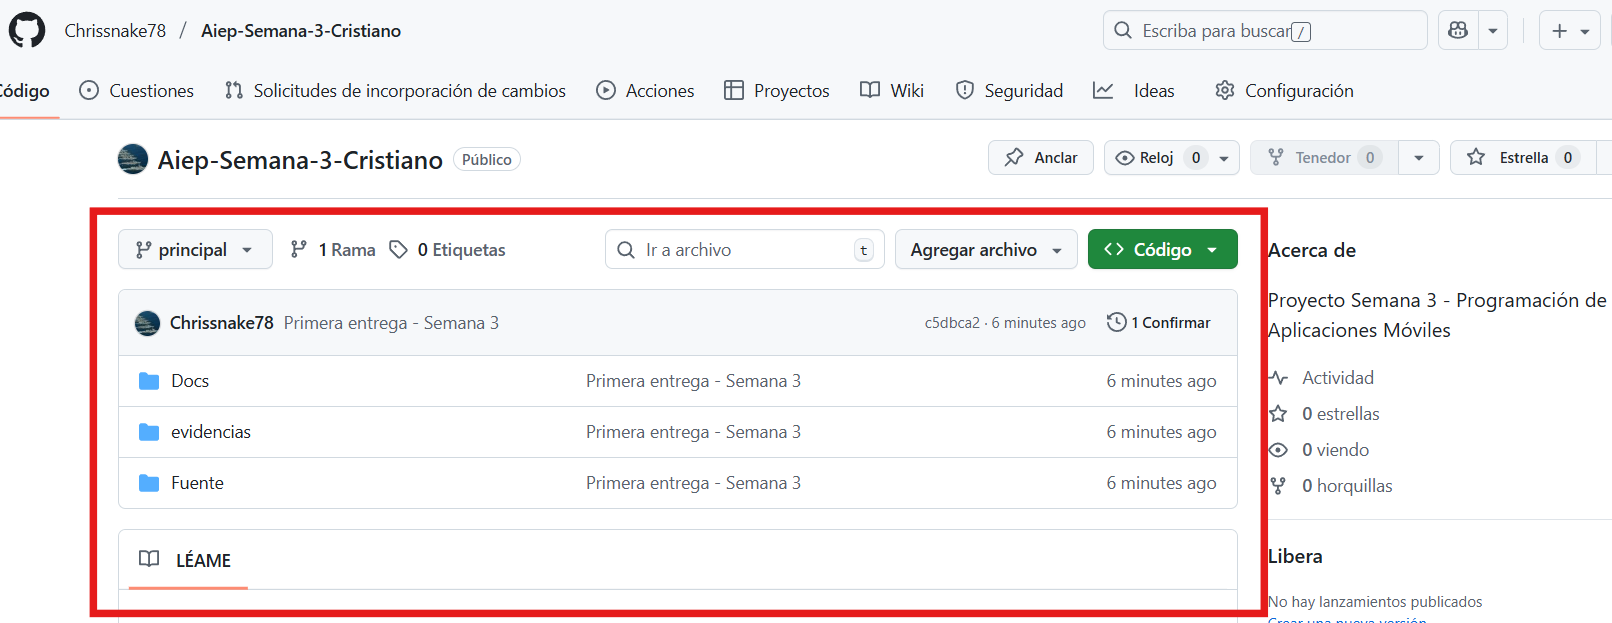 Chrissnake78 / Aiep-Semana-3-Cristiano
Escriba para buscar /
Código
Cuestiones
Solicitudes de incorporación de cambios
Acciones
Proyectos
Wiki
Seguridad
Ideas
Configuración
Aiep-Semana-3-Cristiano Público
Anclar
Reloj 0
Tenedor 0
Estrella 0
principal
1 Rama
0 Etiquetas
Ir a archivo t
Agregar archivo
<> Código
Chrissnake78 Primera entrega - Semana 3 c5dbca2 · 6 minutes ago 1 Confirmar
Docs Primera entrega - Semana 3 6 minutes ago
evidencias Primera entrega - Semana 3 6 minutes ago
Fuente Primera entrega - Semana 3 6 minutes ago
LÉAME
Acerca de
Proyecto Semana 3 - Programación de
Aplicaciones Móviles
Actividad
0 estrellas
0 viendo
0 horquillas
Libera
No hay lanzamientos publicados
Crear una nueva versión